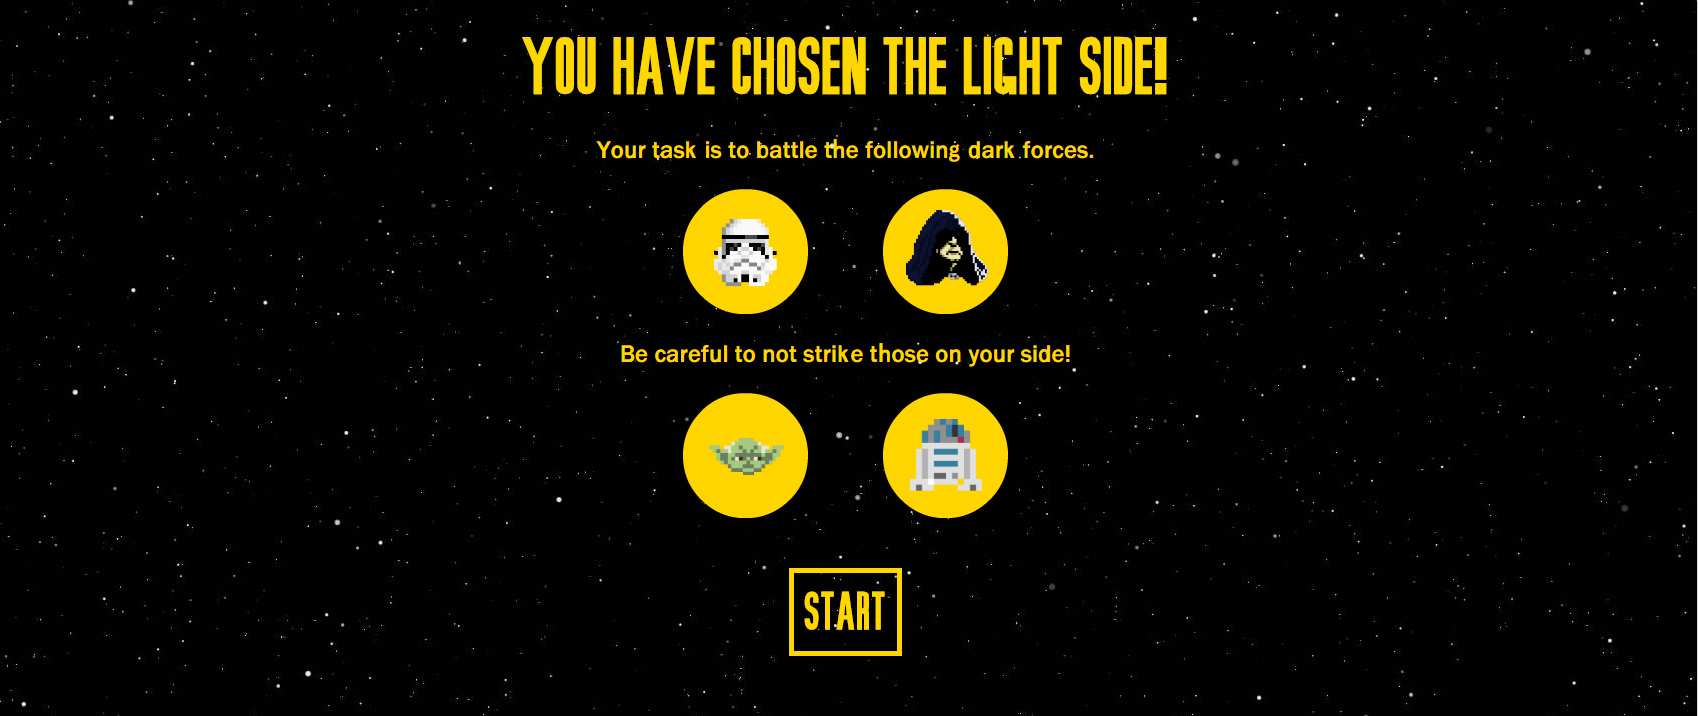 YOU HAVE CHOSEN THE LIGHT SIDE!
Your task is to battle the following dark forces.
Be careful to not strike those on your side!
START